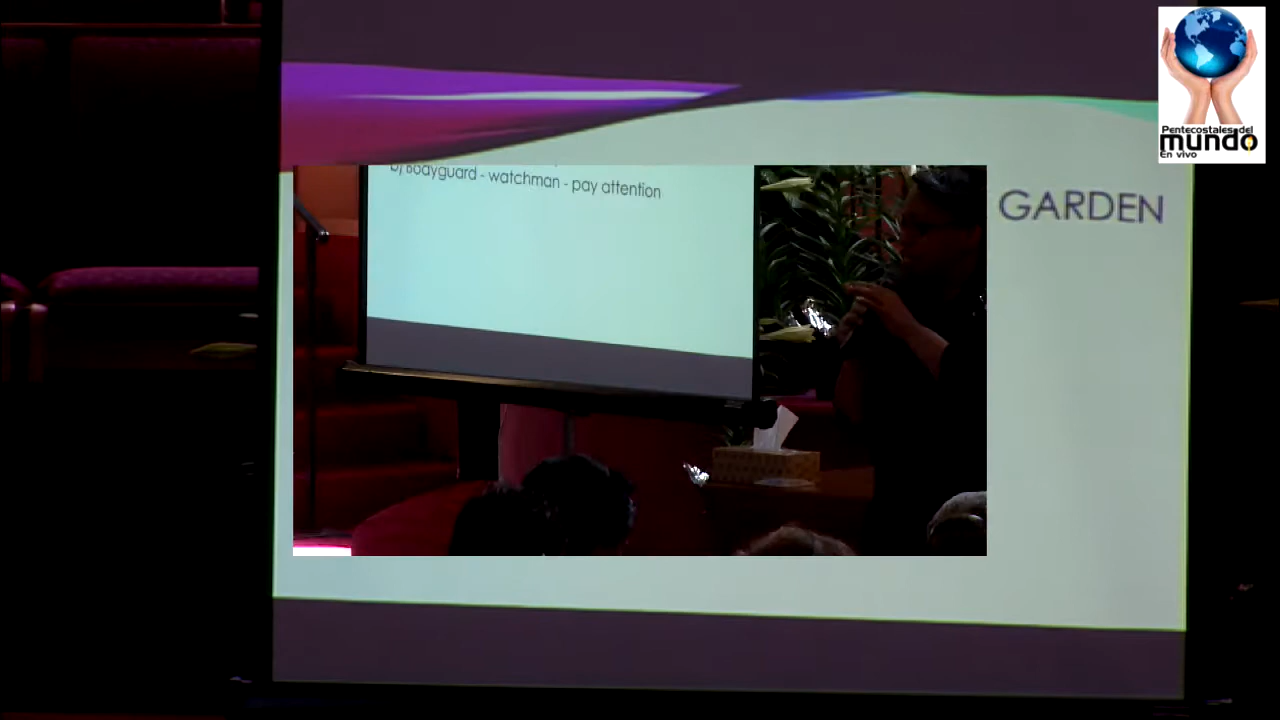 Pentecostales del
mundo
En vivo
b) Bodyguard - watchman - pay attention
GARDEN